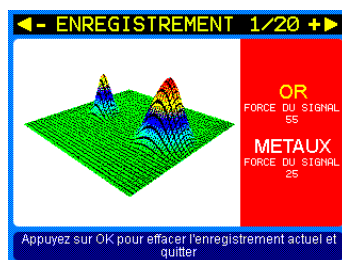 - ENREGISTREMENT 1/20 +
OR
FORCE DU SIGNAL
55
METAUX
FORCE DU SIGNAL
25
Appuyez sur OK pour effacer l'enregistrement actuel et
quitter